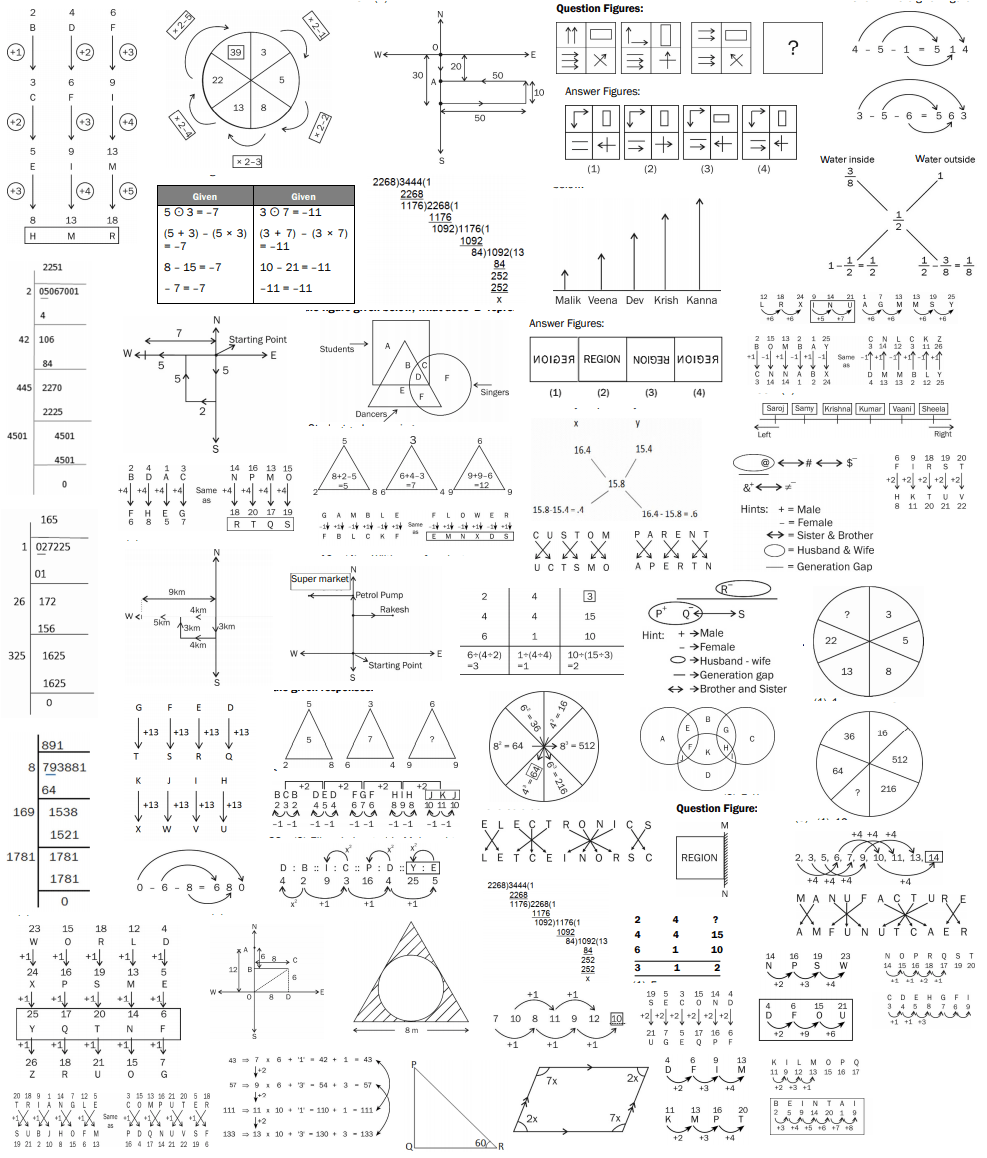 2 4 6
B D F
+1 +2 +3
3 6 9
C F I
+2 +3 +4
5 9 13
E I M
+3 +4 +5
8 13 18
H M R
× 2–5
× 2–1
39 3
22 5
13 8
× 2–4
× 2–2
× 2–3
N
W O E
20
30 A 50
10
50
S
Question Figures:
?
Answer Figures:
(1) (2) (3) (4)
4 – 5 – 1 = 5 1 4
3 – 5 – 6 = 5 6 3
Water inside Water outside
3/8 1
1/2
1 – 1/2 = 1/2 1/2 – 3/8 = 1/8
Given Given
5 ⊙ 3 = –7 3 ⊙ 7 = –11
(5 + 3) – (5 × 3) (3 + 7) – (3 × 7)
= –7 = –11
8 – 15 = –7 10 – 21 = –11
– 7 = –7 –11 = –11
2268)3444(1
2268
1176)2268(1
1176
1092)1176(1
1092
84)1092(13
84
252
252
x
Malik Veena Dev Krish Kanna
12 18 24 9 14 21 1 7 13 13 19 25
L R X I N U A G M M S Y
+6 +6 +5 +7 +6 +6 +6 +6
2251
2 05067001
4
42 106
84
445 2270
2225
4501 4501
4501
0
N
7 Starting Point
W E
5 5
5
2
S
Students
A
B C
D F
E
F
Singers
Dancers
Answer Figures:
REGION REGION REGION REGION
(1) (2) (3) (4)
2 15 13 2 1 25
B O M B A Y
+1 –1 +1 –1 +1 –1
C N N A B X
3 14 14 1 2 24
Same
as
C N L C K Z
3 14 12 3 11 26
D M M B L Y
4 13 13 2 12 25
Saroj Samy Krishna Kumar Vaani Sheela
Left Right
2 4 1 3
B D A C
+4 +4 +4 +4
F H E G
6 8 5 7
Same
as
14 16 13 15
N P M O
+4 +4 +4 +4
18 20 17 19
R T Q S
5 3 6
8+2–5 6+4–3 9+9–6
=5 =7 =12
2 8 6 4 9 9
G A M B L E
–1 +1 –1 +1 –1 +1
F B L C K F
Same
as
F L O W E R
–1 +1 –1 +1 –1 +1
E M N X D S
x y
16.4 15.4
15.8
15.8-15.4 = .4 16.4 - 15.8 = .6
C U S T O M
U C T S M O
P A R E N T
A P E R T N
@ # $⁻
&⁺ ≠⁻
Hints: + = Male
– = Female
= Sister & Brother
= Husband & Wife
= Generation Gap
6 9 18 19 20
F I R S T
+2 +2 +2 +2 +2
H K T U V
8 11 20 21 22
165
1 027225
01
26 172
156
325 1625
1625
0
9km
W
4km
5km
3km 3km
4km
S
Super market
N
Petrol Pump
Rakesh
W E
Starting Point
S
2 4 3
4 4 15
6 1 10
6÷(4÷2) 1÷(4÷4) 10÷(15÷3)
=3 =1 =2
R⁻
P⁺ Q⁻ S
Hint: + Male
– Female
Husband - wife
Generation gap
Brother and Sister
? 3
22 5
13 8
G F E D
+13 +13 +13 +13
T S R Q
K J I H
+13 +13 +13 +13
X W V U
the given responses.
5 3 6
5 7 ?
2 8 6 4 9 9
+2 +2 +2 +2
B C B D E D F G F H I H J K J
2 3 2 4 5 4 6 7 6 8 9 8 10 11 10
–1 –1 –1 –1 –1 –1 –1 –1 –1 –1
6² = 36 4² = 16
8² = 64 8³ = 512
4³ = 64 6³ = 216
A B C D
E F G H K J
36 16
64 512
? 216
891
8 793881
64
169 1538
1521
1781 1781
1781
0
0 – 6 – 8 = 6 8 0
x² x² x²
D : B :: I : C :: P : D :: Y : E
4 2 9 3 16 4 25 5
x² +1 +1 +1
E L E C T R O N I C S
L E T C E I N O R S C
2268)3444(1
2268
1176)2268(1
1176
1092)1176(1
1092
84)1092(13
84
252
252
x
Question Figure:
M
REGION
N
2 4 ?
4 4 15
6 1 10
3 1 2
+4 +4 +4
2, 3, 5, 6, 7, 9, 10, 11, 13, 14
+4 +4 +4
M A N U F A C T U R E
A M F U N U T C A E R
23 15 18 12 4
W O R L D
+1 +1 +1 +1 +1
24 16 19 13 5
X P S M E
+1 +1 +1 +1 +1
25 17 20 14 6
Y Q T N F
+1 +1 +1 +1 +1
26 18 21 15 7
Z R U O G
N
A
6 8 C
12 B
6
W O 8 D E
S
8 m
+1 +1
7 10 8 11 9 12 10
+1 +1 +1
19 5 3 15 14 4
S E C O N D
+2 +2 +2 +2 +2 +2
21 7 5 17 16 6
U G E Q P F
14 16 19 23
N P S W
+2 +3 +4
N O P R Q S T
14 15 16 18 17 19 20
+1 +1 +1 +1
4 6 15 21
D F O U
+2 +9 +6
C D E H G F I
3 4 5 8 7 6 9
+1 +1 +3
20 18 9 1 14 7 12 5
T R I A N G L E
S U B J H O F M
19 21 2 10 8 15 6 13
Same
as
3 15 13 16 21 20 5 18
C O M P U T E R
P D Q N U V S F
16 4 17 14 21 22 19 6
43 ⇒ 7 x 6 + '1' = 42 + 1 = 43
+2
57 ⇒ 9 x 6 + '3' = 54 + 3 = 57
+2
111 ⇒ 11 x 10 + '1' = 110 + 1 = 111
+2
133 ⇒ 13 x 10 + '3' = 130 + 3 = 133
P
Q 60 R
7x 2x
2x 7x
4 6 9 13
D F I M
+2 +3 +4
11 13 16 20
K M P T
+2 +3 +4
K I L M O P Q
11 9 12 13 15 16 17
+2 +3 +1
B E I N T A I
2 5 9 14 20 1 9
+3 +4 +5 +6 +7 +8